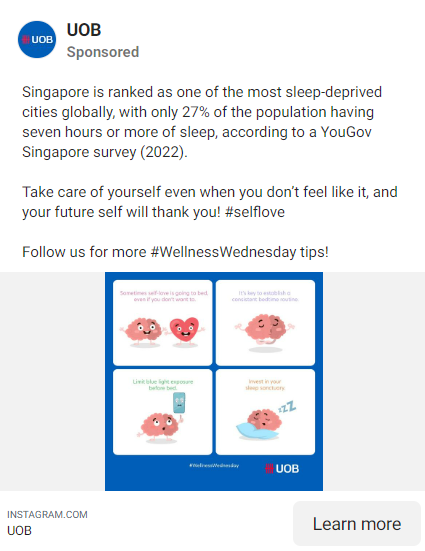 UOB
UOB
Sponsored
Singapore is ranked as one of the most sleep-deprived
cities globally, with only 27% of the population having
seven hours or more of sleep, according to a YouGov
Singapore survey (2022).
Take care of yourself even when you don't feel like it, and
your future self will thank you! #selflove
Follow us for more #WellnessWednesday tips!
Sometimes self-love is going to bed,
even if you don't want to.
It's key to establish a
consistent bedtime routine.
Limit blue light exposure
before bed.
Invest in your
sleep sanctuary.
zZZ
#WellnessWednesday
UOB
INSTAGRAM.COM
UOB
Learn more